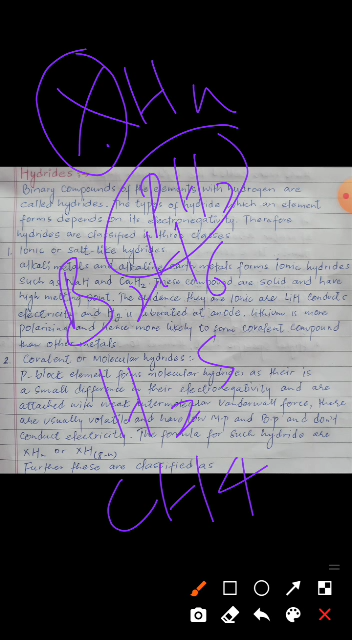 XHn
Hydrides :-
Binary compounds of the elements with hydrogen are
called hydrides. The types of hydride which an element
forms depends on its electronegativity. Therefore
hydrides are classified in three classes
1. Ionic or salt-like hydrides
alkali metals and alkaline earth metals forms ionic hydrides
such as NaH and CaH2. These compound are solid and have
high melting point. The evidence they are ionic are LiH conducts
electricity and H2 is liberated at anode. Lithium is more
polarizing and hence more likely to form covalent compound
than other metals.
2 Covalent or Molecular hydrides :-
P-block element forms molecular hydrides as their is
a small difference in their electronegativity and are
attached with weak intermolecular Vanderwall force, these
are usually volatile and have low M.P and B.P and don't
conduct electricity. The formula for such hydride are
XHn or XH(8-n)
Further these are classified as
H2S
CH4